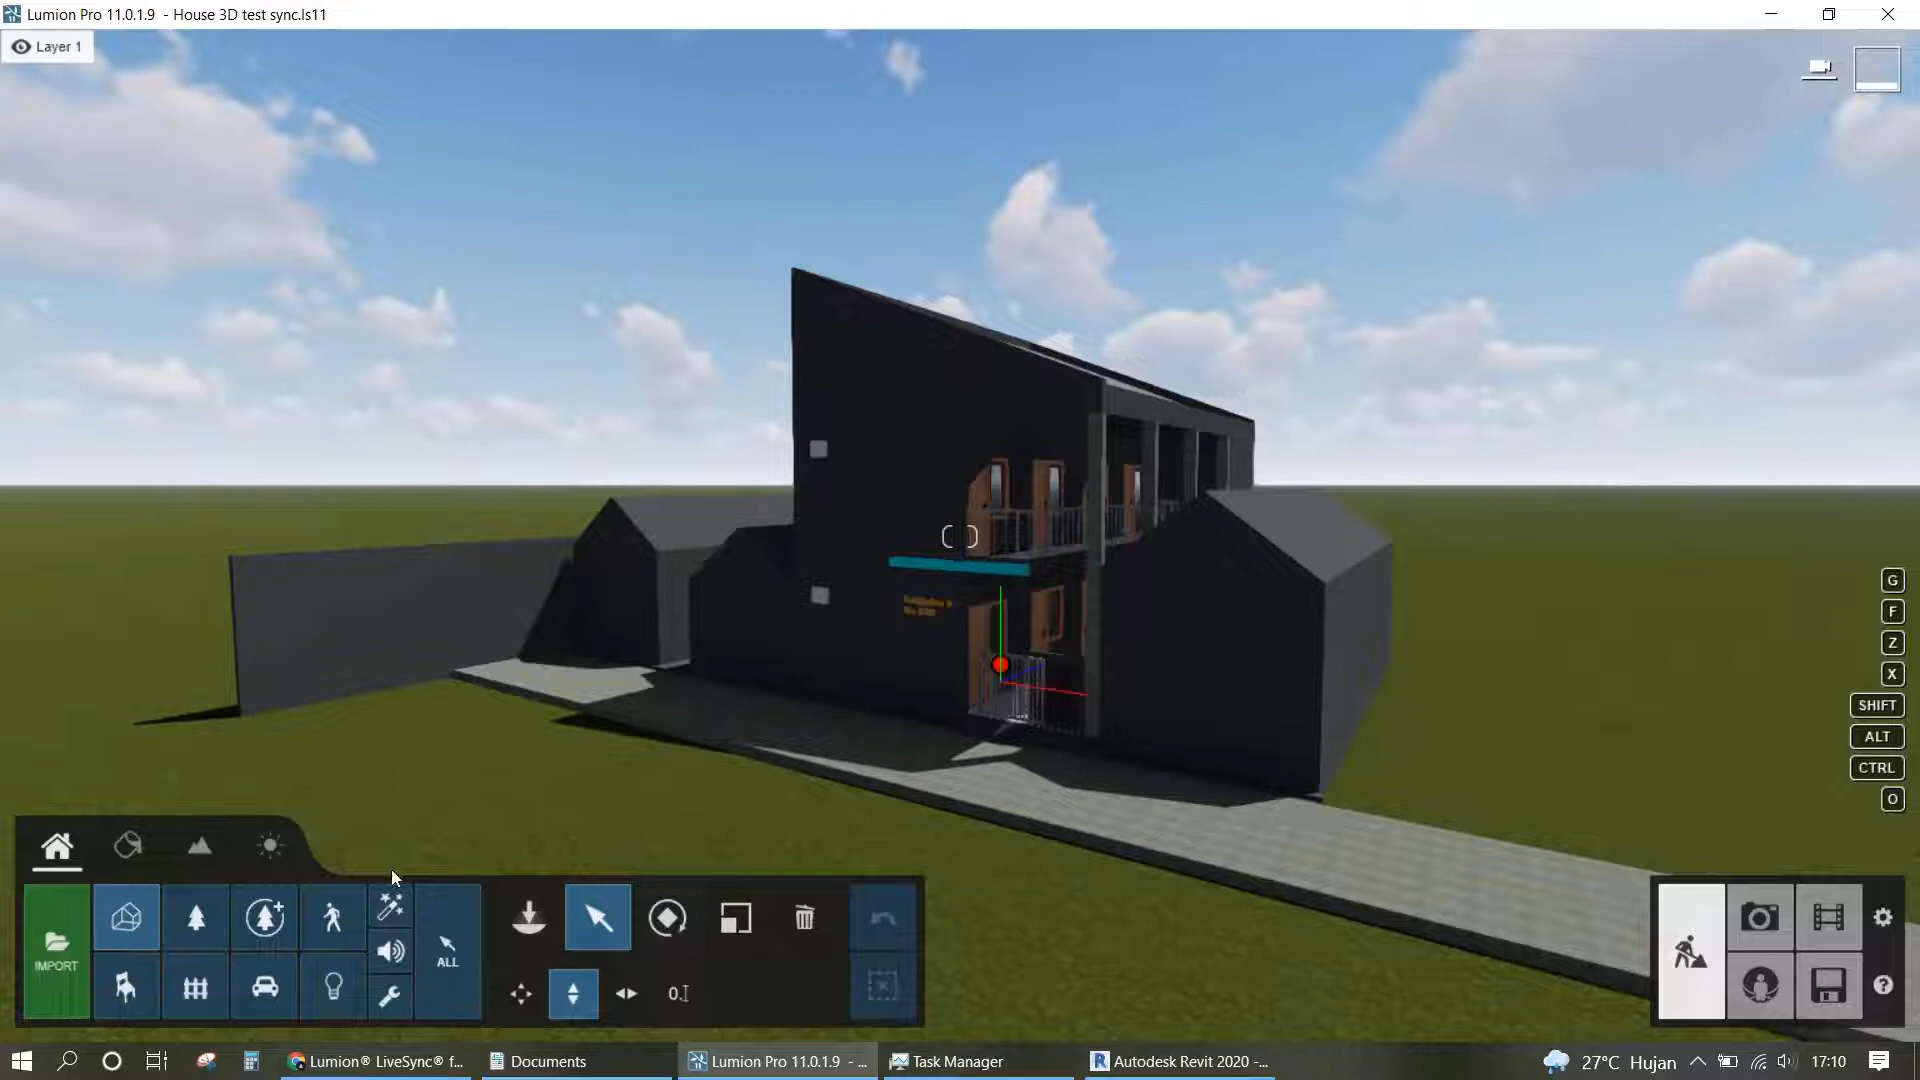 Lumion Pro 11.0.1.9 - House 3D test sync.ls11
Layer 1
G
F
Z
X
SHIFT
ALT
CTRL
O
IMPORT
ALL
0.
?
Lumion® LiveSync® f...
Documents
Lumion Pro 11.0.1.9 - ...
Task Manager
R
Autodesk Revit 2020 -...
27°C Hujan
17:10